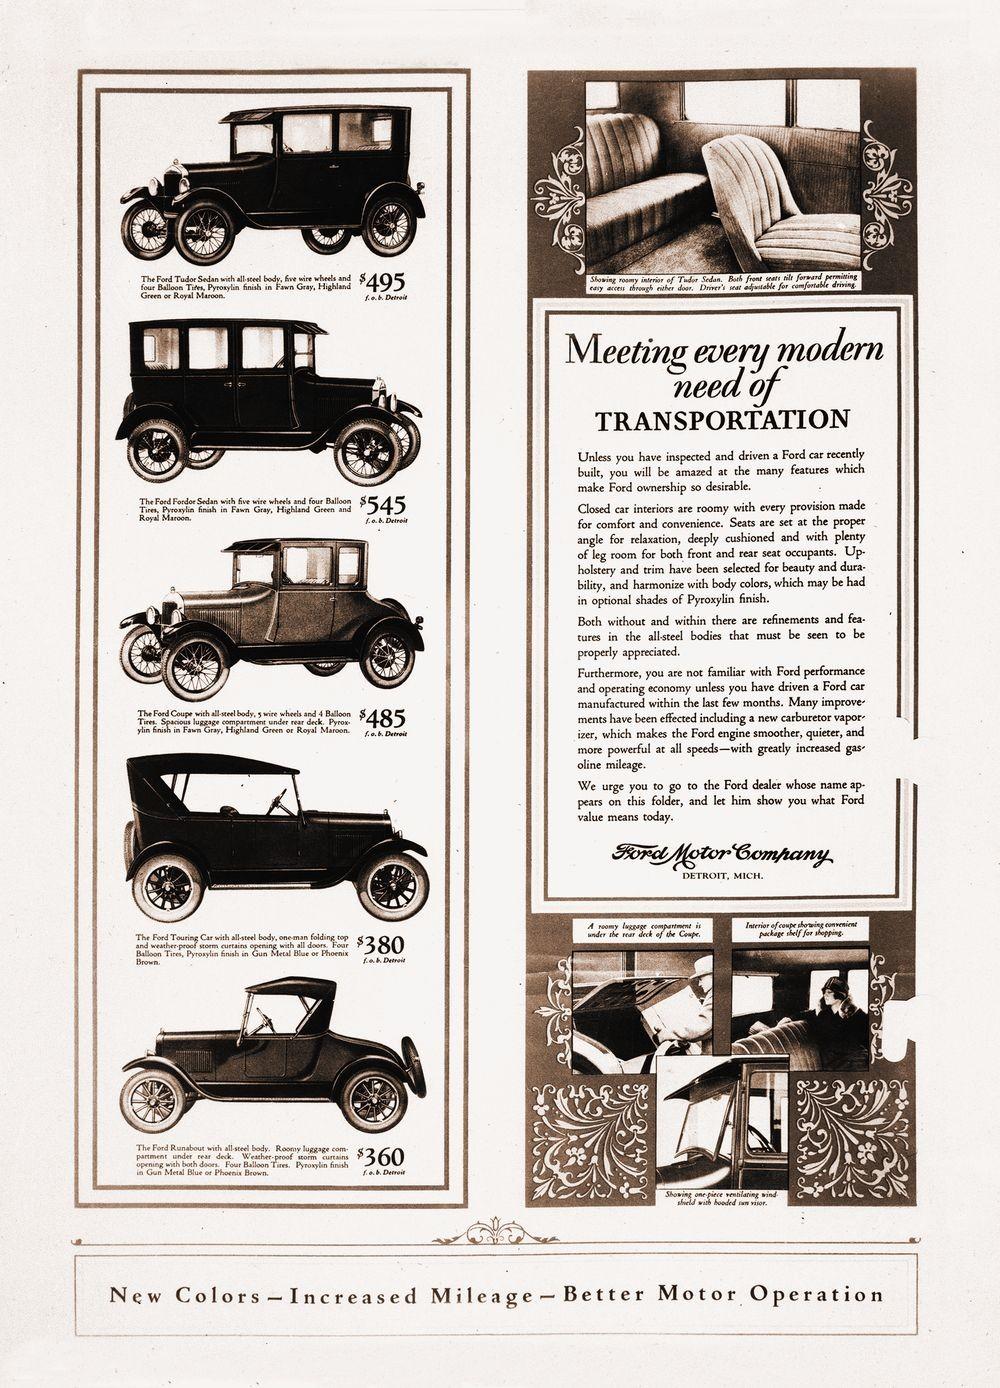 The Ford Tudor Sedan with all-steel body, five wire wheels and
four Balloon Tires, Pyroxylin finish in Fawn Gray, Highland
Green or Royal Maroon.
$495
f. o. b. Detroit
The Ford Fordor Sedan with five wire wheels and four Balloon
Tires, Pyroxylin finish in Fawn Gray, Highland Green and
Royal Maroon.
$545
f. o. b. Detroit
The Ford Coupe with all-steel body, 5 wire wheels and 4 Balloon
Tires. Spacious luggage compartment under rear deck. Pyrox-
ylin finish in Fawn Gray, Highland Green or Royal Maroon.
$485
f. o. b. Detroit
The Ford Touring Car with all-steel body, one-man folding top
and weather-proof storm curtains opening with all doors. Four
Balloon Tires, Pyroxylin finish in Gun Metal Blue or Phoenix
Brown.
$380
f. o. b. Detroit
The Ford Runabout with all-steel body. Roomy luggage com-
partment under rear deck. Weather-proof storm curtains
opening with both doors. Four Balloon Tires. Pyroxylin finish
in Gun Metal Blue or Phoenix Brown.
$360
f. o. b. Detroit
Showing roomy interior of Tudor Sedan. Both front seats tilt forward permitting
easy access through either door. Driver's seat adjustable for comfortable driving.
Meeting every modern
need of
TRANSPORTATION
Unless you have inspected and driven a Ford car recently
built, you will be amazed at the many features which
make Ford ownership so desirable.
Closed car interiors are roomy with every provision made
for comfort and convenience. Seats are set at the proper
angle for relaxation, deeply cushioned and with plenty
of leg room for both front and rear seat occupants. Up-
holstery and trim have been selected for beauty and dura-
bility, and harmonize with body colors, which may be had
in optional shades of Pyroxylin finish.
Both without and within there are refinements and fea-
tures in the all-steel bodies that must be seen to be
properly appreciated.
Furthermore, you are not familiar with Ford performance
and operating economy unless you have driven a Ford car
manufactured within the last few months. Many improve-
ments have been effected including a new carburetor vapor-
izer, which makes the Ford engine smoother, quieter, and
more powerful at all speeds—with greatly increased gas-
oline mileage.
We urge you to go to the Ford dealer whose name ap-
pears on this folder, and let him show you what Ford
value means today.
Ford Motor Company
DETROIT, MICH.
A roomy luggage compartment is
under the rear deck of the Coupe.
Interior of coupe showing convenient
package shelf for shopping.
Showing one-piece ventilating wind-
shield with hooded sun visor.
New Colors—Increased Mileage—Better Motor Operation